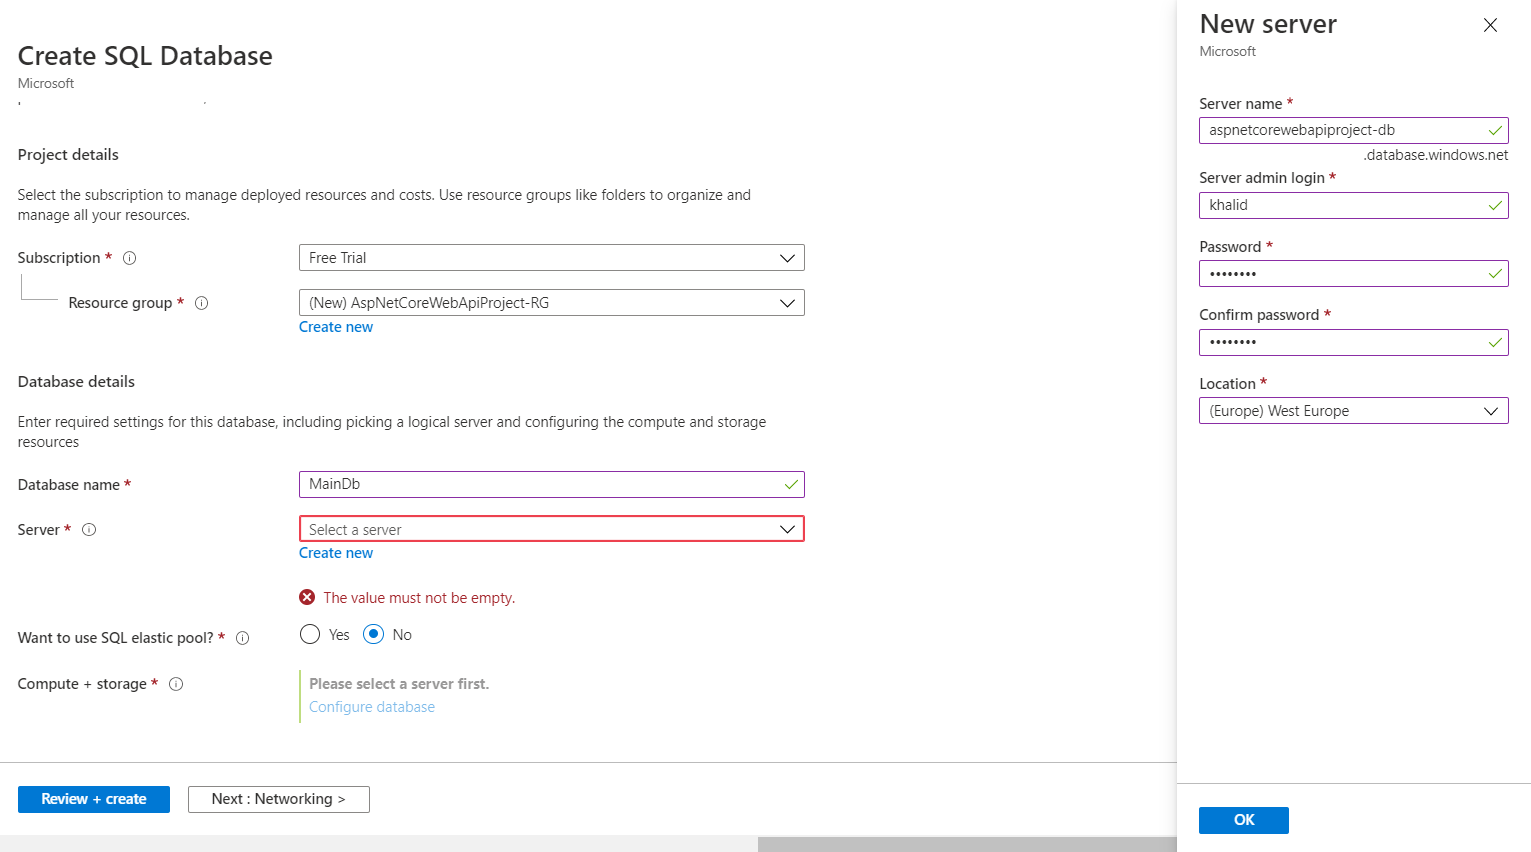 Create SQL Database
Microsoft
Project details
Select the subscription to manage deployed resources and costs. Use resource groups like folders to organize and
manage all your resources.
Subscription *
Free Trial
Resource group *
(New) AspNetCoreWebApiProject-RG
Create new
Database details
Enter required settings for this database, including picking a logical server and configuring the compute and storage
resources
Database name *
MainDb
Server *
Select a server
Create new
The value must not be empty.
Want to use SQL elastic pool? *
Yes No
Compute + storage *
Please select a server first.
Configure database
Review + create
Next : Networking >
New server
Microsoft
Server name *
aspnetcorewebapiproject-db
.database.windows.net
Server admin login *
khalid
Password *
••••••••
Confirm password *
••••••••
Location *
(Europe) West Europe
OK